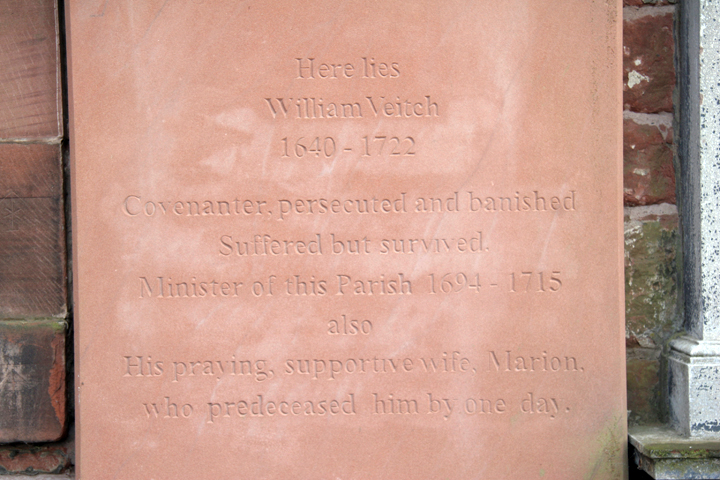 Here lies
William Veitch
1640 - 1722
Covenanter, persecuted and banished
Suffered but survived.
Minister of this Parish 1694 - 1715
also
His praying, supportive wife, Marion,
who predeceased him by one day.